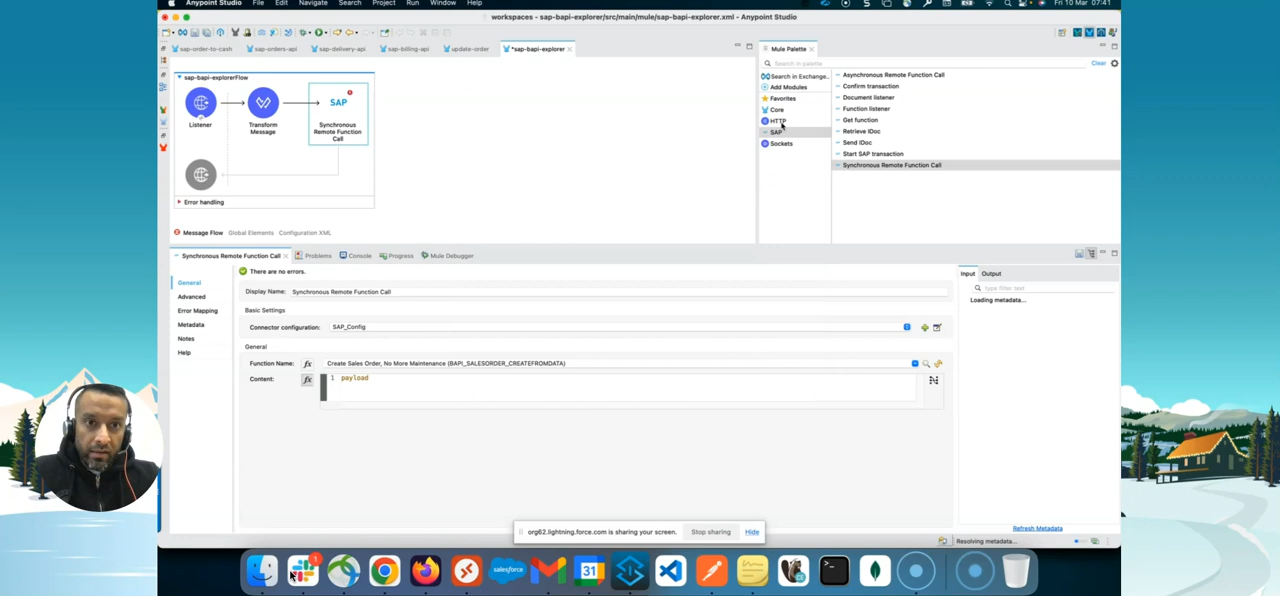 Anypoint Studio File Edit Navigate Search Project Run Window Help Fri 10 Mar 07:41
workspaces - sap-bapi-explorer/src/main/mule/sap-bapi-explorer.xml - Anypoint Studio
sap-order-to-cash sap-orders-api sap-delivery-api sap-billing-api update-order *sap-bapi-explorer
Mule Palette
Search in palette Clear
sap-bapi-explorerFlow
Search in Exchange..
Add Modules
Favorites
Core
HTTP
SAP
Sockets
Asynchronous Remote Function Call
Confirm transaction
Document listener
Function listener
Get function
Retrieve IDoc
Send IDoc
Start SAP transaction
Synchronous Remote Function Call
SAP
Listener
Transform
Message
Synchronous
Remote Function
Call
Error handling
Message Flow Global Elements Configuration XML
Synchronous Remote Function Call Problems Console Progress Mule Debugger
General
Advanced
Error Mapping
Metadata
Notes
Help
There are no errors.
Display Name: Synchronous Remote Function Call
Basic Settings
Connector configuration: SAP_Config
General
Function Name: fx Create Sales Order, No More Maintenance (BAPI_SALESORDER_CREATEFROMDATA)
Content: fx 1 payload
Input Output
type filter text
Loading metadata...
Refresh Metadata
Resolving metadata...
org62.lightning.force.com is sharing your screen. Stop sharing Hide
1
salesforce
31